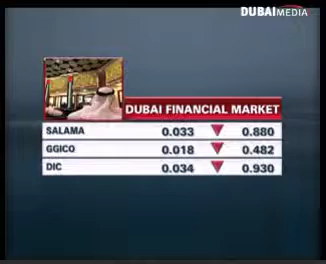 DUBAIMEDIA
DUBAI FINANCIAL MARKET
SALAMA 0.033 ▼ 0.880
GGICO 0.018 ▼ 0.482
DIC 0.034 ▼ 0.930